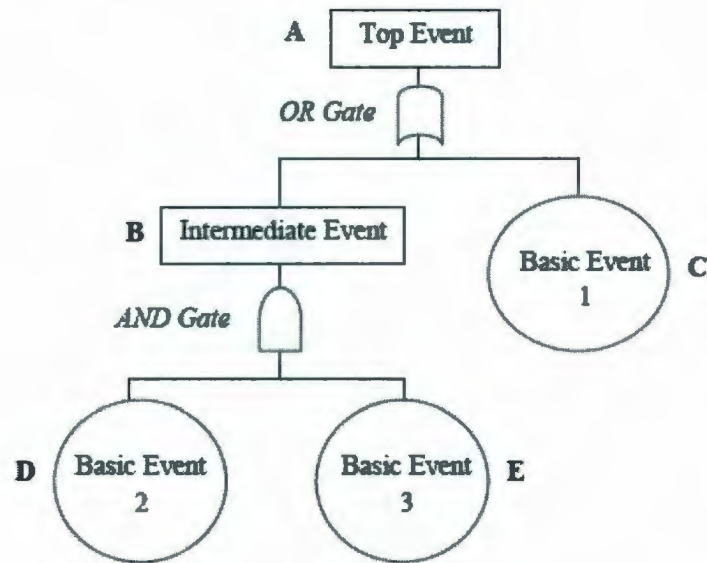 A Top Event
OR Gate
B Intermediate Event
Basic Event C
1
AND Gate
D Basic Event Basic Event E
2 3